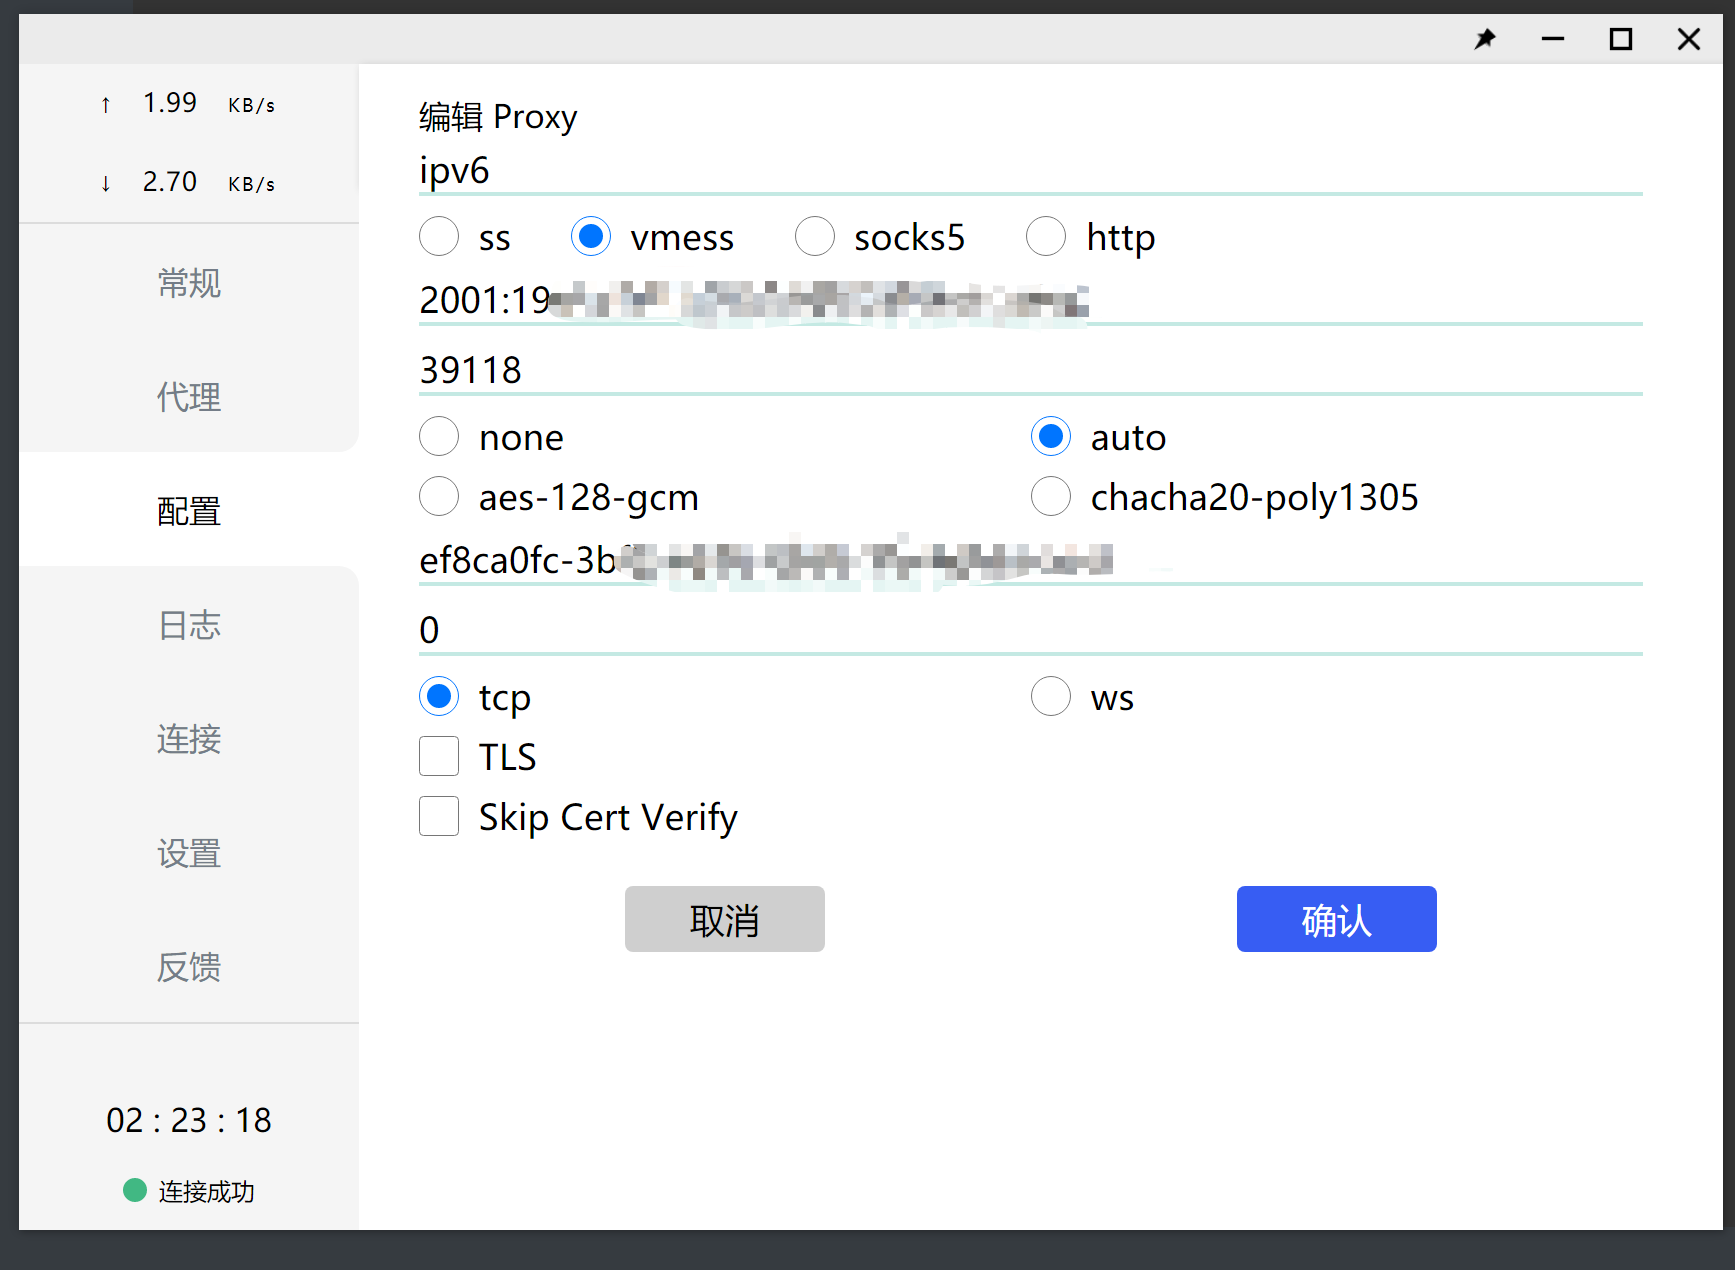 ↑ 1.99 KB/s
↓ 2.70 KB/s
常规
代理
配置
日志
连接
设置
反馈
02 : 23 : 18
连接成功
编辑 Proxy
ipv6
ss vmess socks5 http
2001:19
39118
none auto
aes-128-gcm chacha20-poly1305
ef8ca0fc-3b
0
tcp ws
TLS
Skip Cert Verify
取消 确认